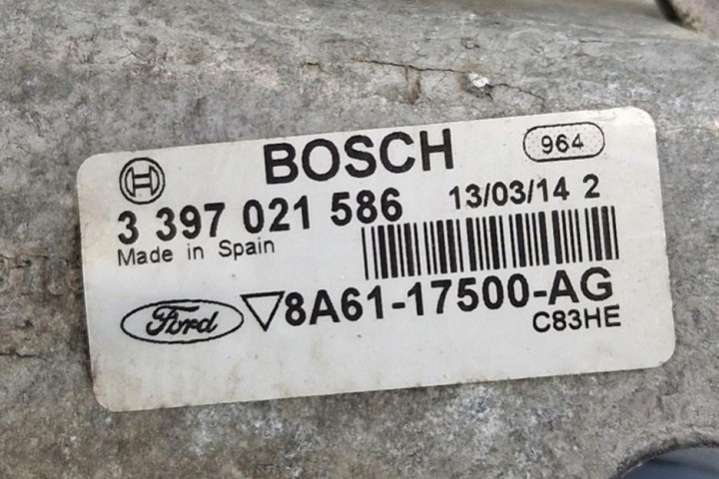 BOSCH 964
3 397 021 586 13/03/14 2
Made in Spain
Ford 8A61-17500-AG
C83HE